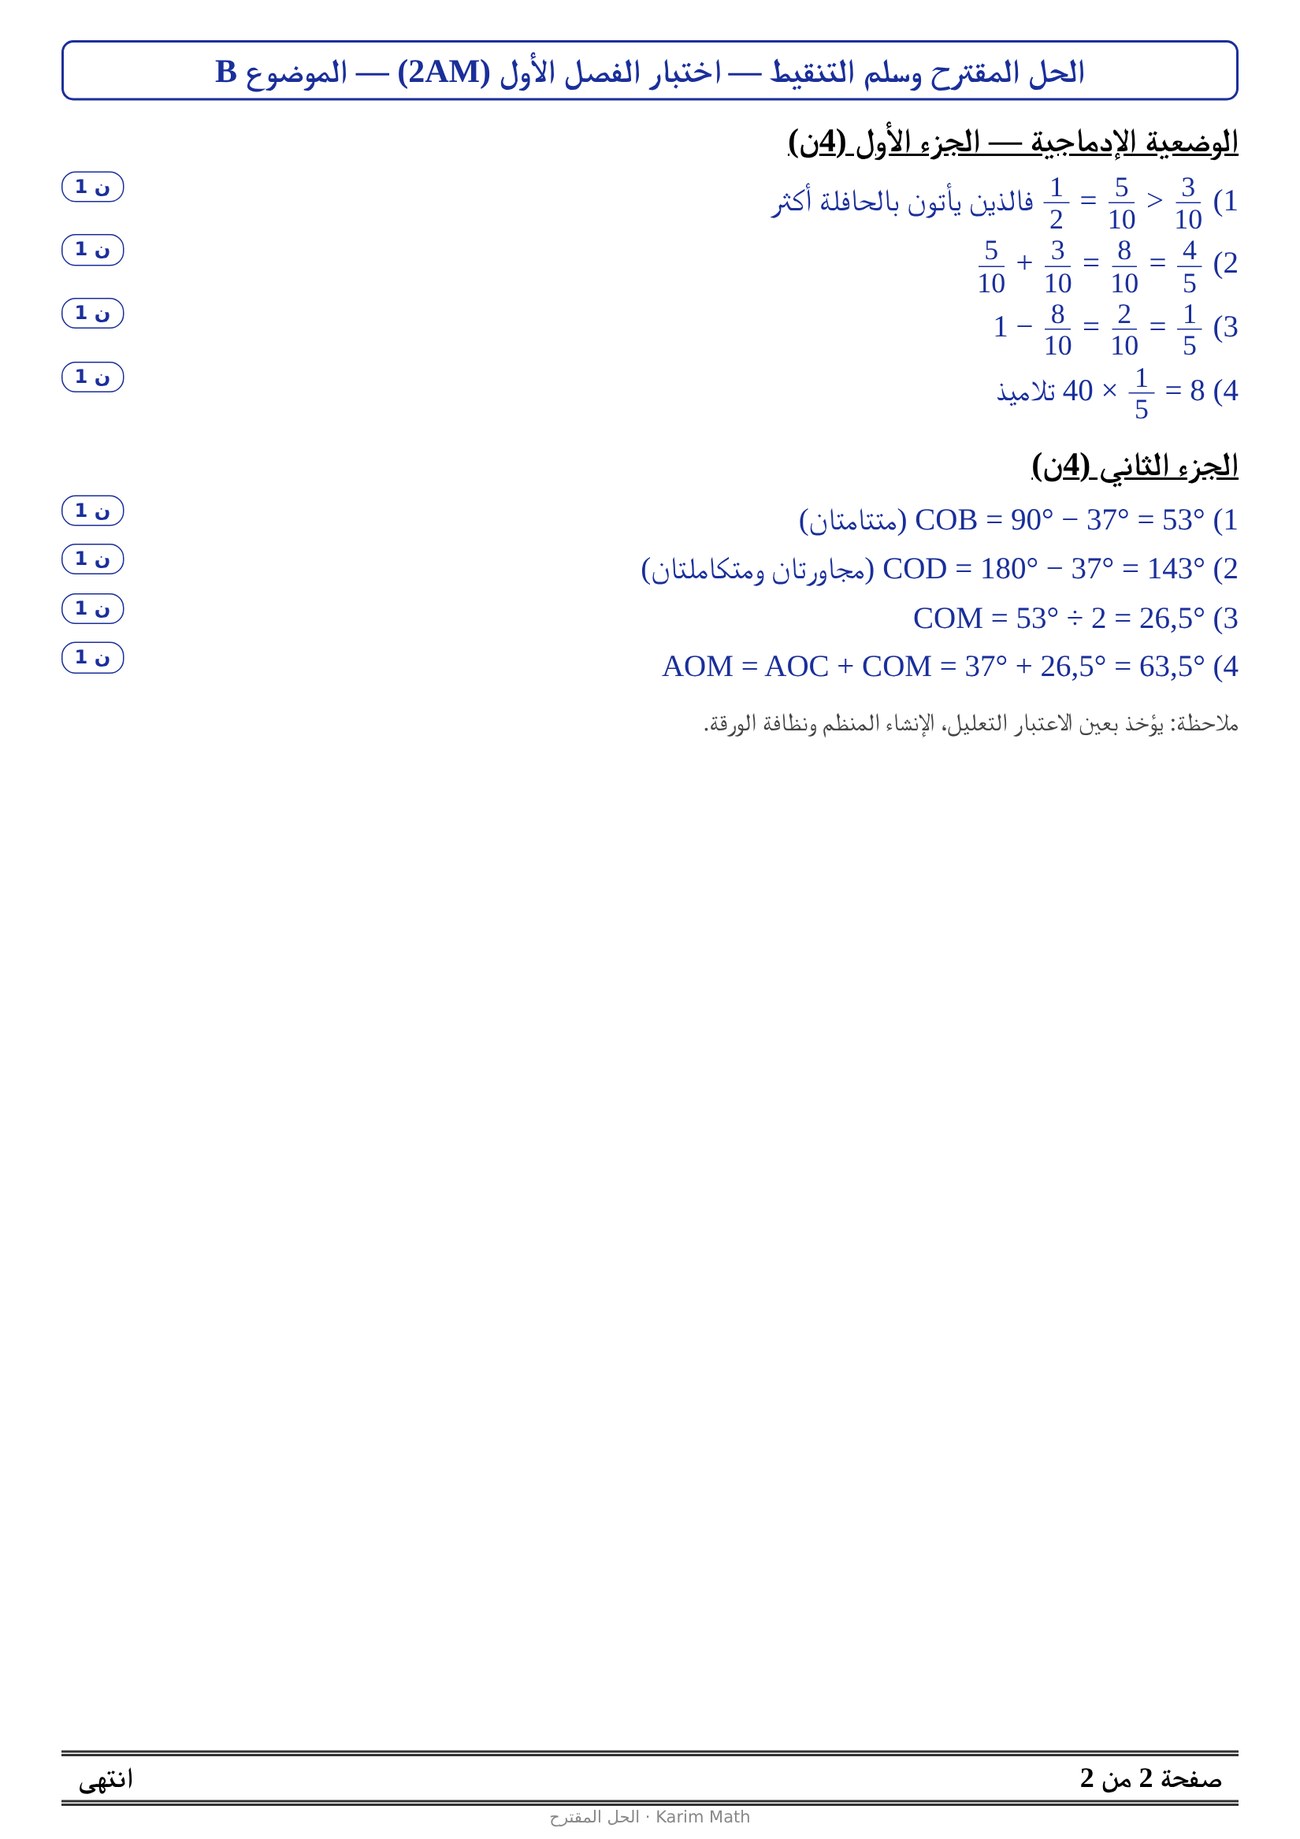 الحل المقترح وسلم التنقيط — اختبار الفصل الأول (2AM) — الموضوع B
الوضعية الإدماجية — الجزء الأول (4ن)
1) 1/2 = 5/10 > 3/10 فالذين يأتون بالحافلة أكثر
1 ن
2) 5/10 + 3/10 = 8/10 = 4/5
1 ن
3) 1 − 8/10 = 2/10 = 1/5
1 ن
4) 40 × 1/5 = 8 تلاميذ
1 ن
الجزء الثاني (4ن)
1) COB = 90° − 37° = 53° (متتامتان)
1 ن
2) COD = 180° − 37° = 143° (مجاورتان ومتكاملتان)
1 ن
3) COM = 53° ÷ 2 = 26,5°
1 ن
4) AOM = AOC + COM = 37° + 26,5° = 63,5°
1 ن
ملاحظة: يؤخذ بعين الاعتبار التعليل، الإنشاء المنظم ونظافة الورقة.
صفحة 2 من 2
انتهى
Karim Math · الحل المقترح